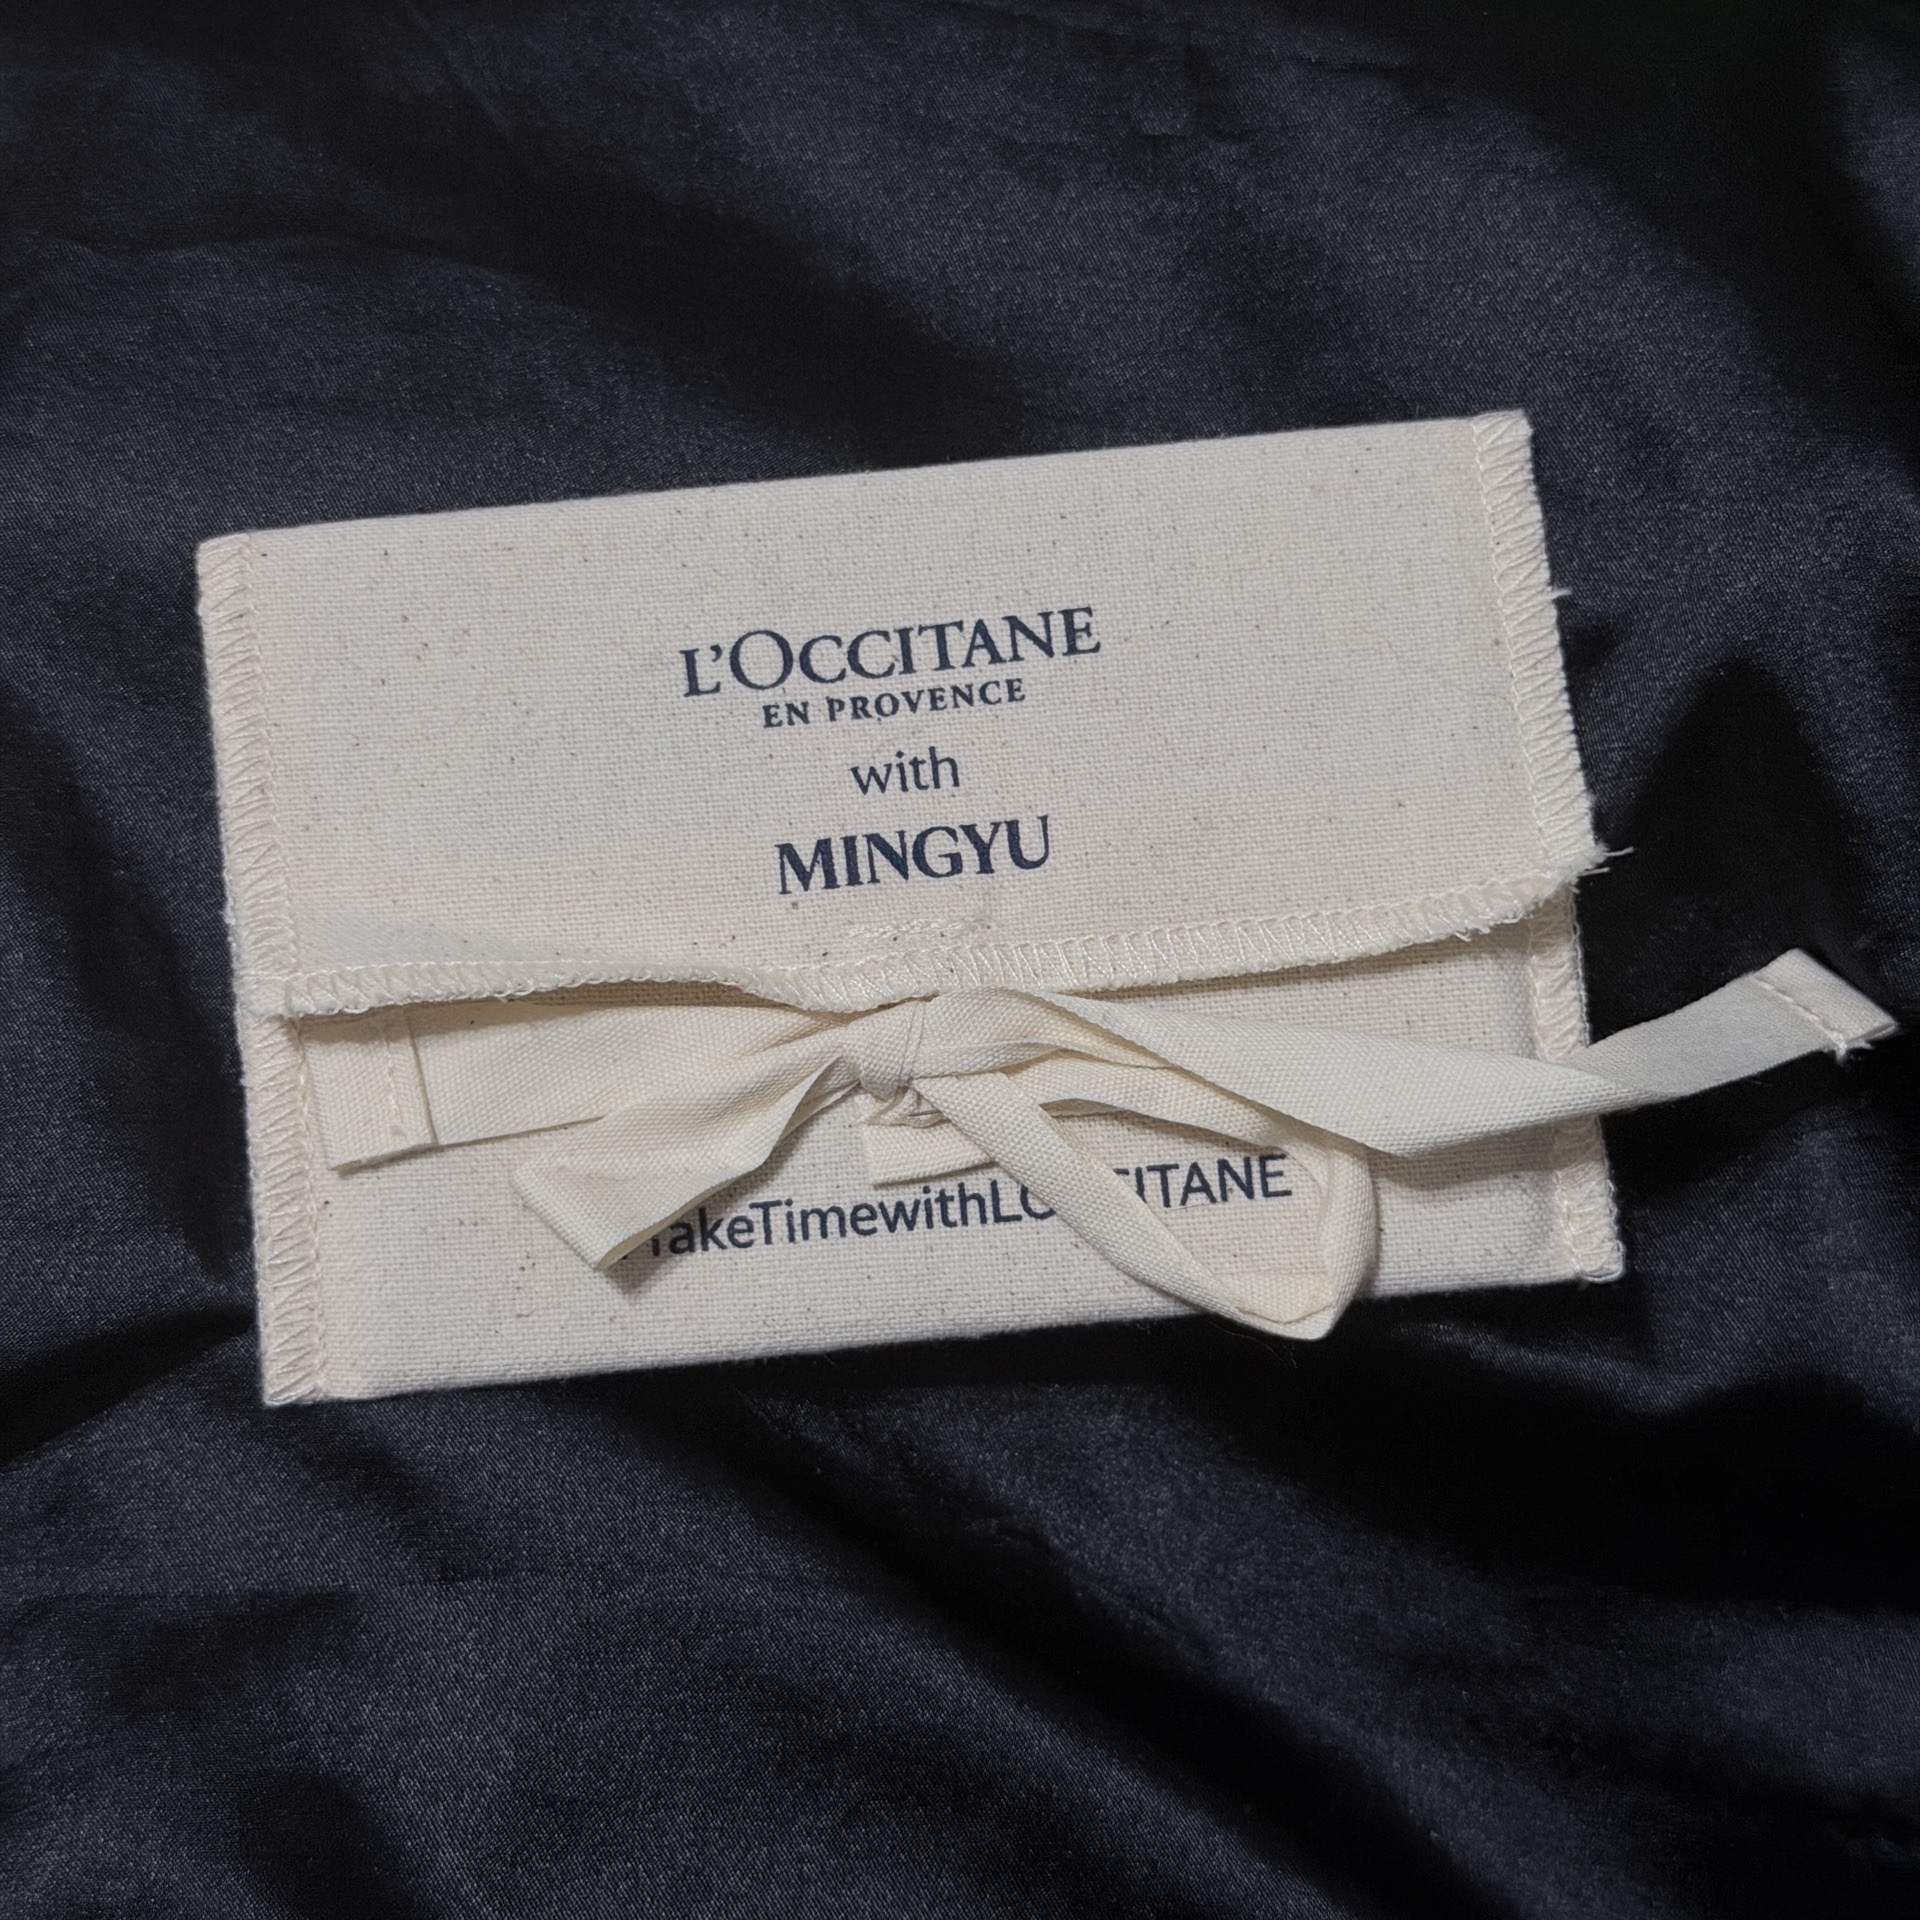 L'OCCITANE
EN PROVENCE
with
MINGYU